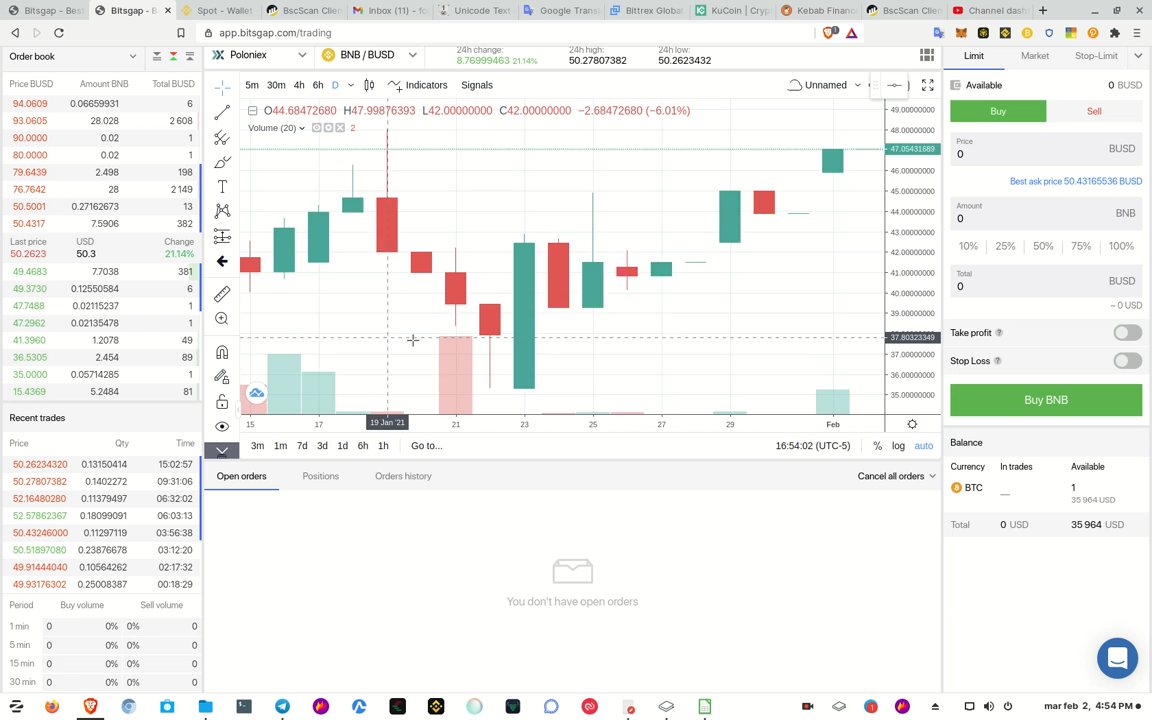 Bitsgap - Best
Bitsgap - B
Spot - Wallet
BscScan Clien
Inbox (11) - fc
Unicode Text
Google Trans
Bittrex Global
KuCoin | Cryp
Kebab Financ
BscScan Clien
Channel dash
app.bitsgap.com/trading
Order book
Price BUSD Amount BNB Total BUSD
94.0609 0.06659931 6
93.0605 28.028 2 608
90.0000 0.02 1
80.0000 0.02 1
79.6439 2.498 198
76.7642 28 2 149
50.5001 0.27162673 13
50.4317 7.5906 382
Last price USD Change
50.2623 50.3 21.14%
49.4683 7.7038 381
49.3730 0.12550584 6
47.7488 0.02115237 1
47.2962 0.02135478 1
41.3960 1.2078 49
36.5305 2.454 89
35.0000 0.05714285 1
15.4369 5.2484 81
Recent trades
Price Qty Time
50.26234320 0.13150414 15:02:57
50.27807382 0.1402272 09:31:06
52.16480280 0.11379497 06:32:02
52.57862367 0.18099091 06:03:13
50.43246000 0.11297119 03:56:38
50.51897080 0.23876678 03:12:20
49.91444040 0.10564262 02:17:32
49.93176302 0.25008387 00:18:29
Period Buy volume Sell volume
1 min 0 0% 0% 0
5 min 0 0% 0% 0
15 min 0 0% 0% 0
30 min 0 0% 0% 0
Poloniex
BNB / BUSD
24h change:
8.76999463 21.14%
24h high:
50.27807382
24h low:
50.2623432
5m 30m 4h 6h D
Indicators
Signals
Unnamed
O44.68472680 H47.99876393 L42.00000000 C42.00000000 −2.68472680 (−6.01%)
Volume (20)
2
49.00000000
48.00000000
47.05431689
46.00000000
45.00000000
44.00000000
43.00000000
42.00000000
41.00000000
40.00000000
39.00000000
37.80323349
37.00000000
36.00000000
35.00000000
15 17 19 Jan '21 21 23 25 27 29 Feb
3m 1m 7d 3d 1d 6h 1h Go to...
16:54:02 (UTC-5) % log auto
Open orders
Positions
Orders history
Cancel all orders
You don't have open orders
Limit
Market
Stop-Limit
Available
0 BUSD
Buy
Sell
Price
0
BUSD
Best ask price 50.43165536 BUSD
Amount
0
BNB
10% 25% 50% 75% 100%
Total
0
BUSD
~ 0 USD
Take profit ?
Stop Loss ?
Buy BNB
Balance
Currency In trades Available
BTC — 1
35 964 USD
Total 0 USD 35 964 USD
mar feb 2, 4:54 PM